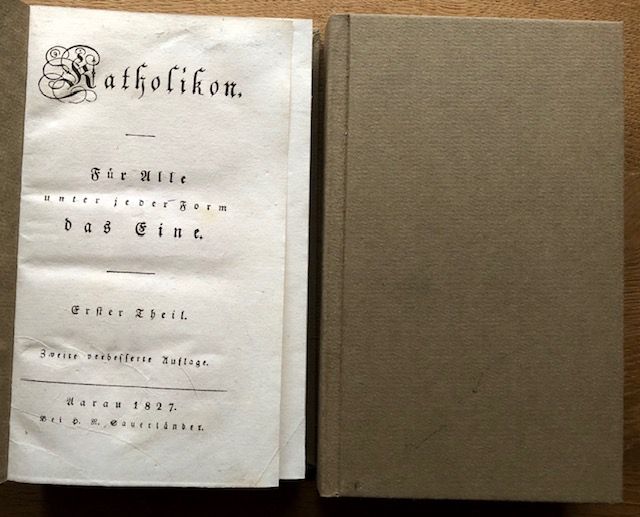 Katholikon.
Für Alle
unter jeder Form
das Eine.
Erster Theil.
Zweite verbesserte Auflage.
Aarau 1827.
Bei H. R. Sauerländer.